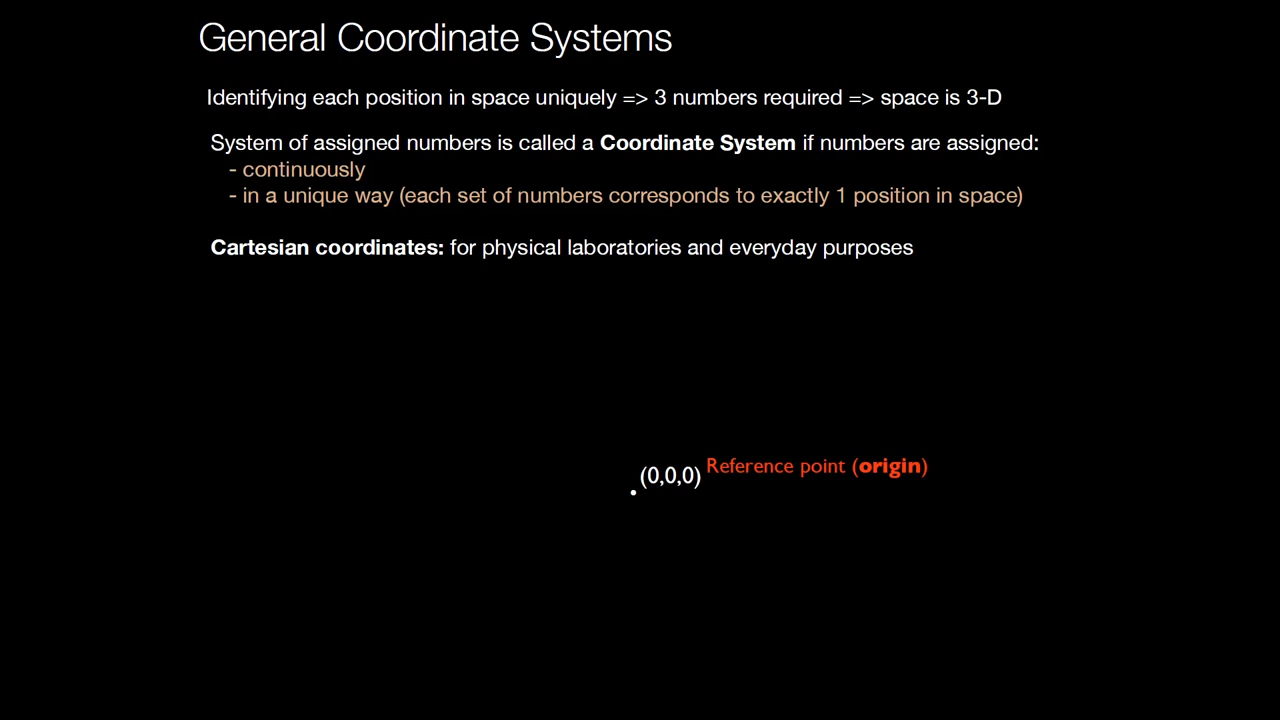 General Coordinate Systems
Identifying each position in space uniquely => 3 numbers required => space is 3-D
System of assigned numbers is called a Coordinate System if numbers are assigned:
- continuously
- in a unique way (each set of numbers corresponds to exactly 1 position in space)
Cartesian coordinates: for physical laboratories and everyday purposes
(0,0,0) Reference point (origin)